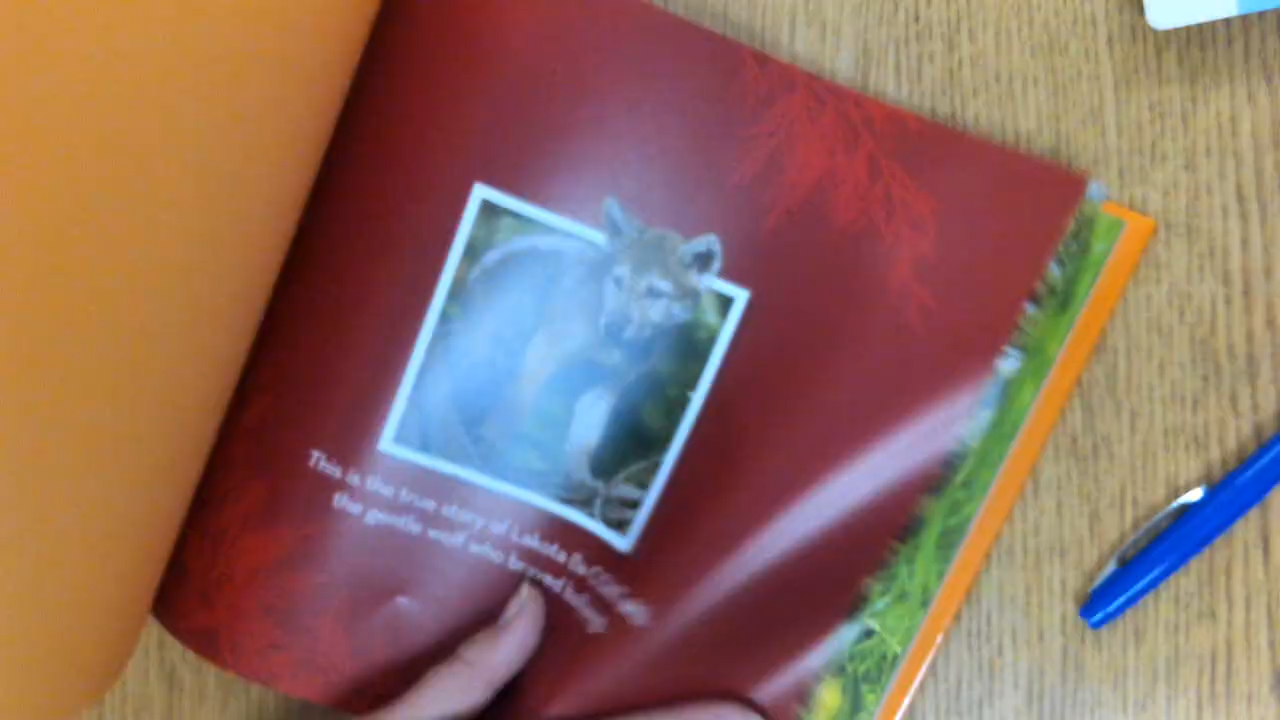 This is the true story of Lakota
the gentle wolf who